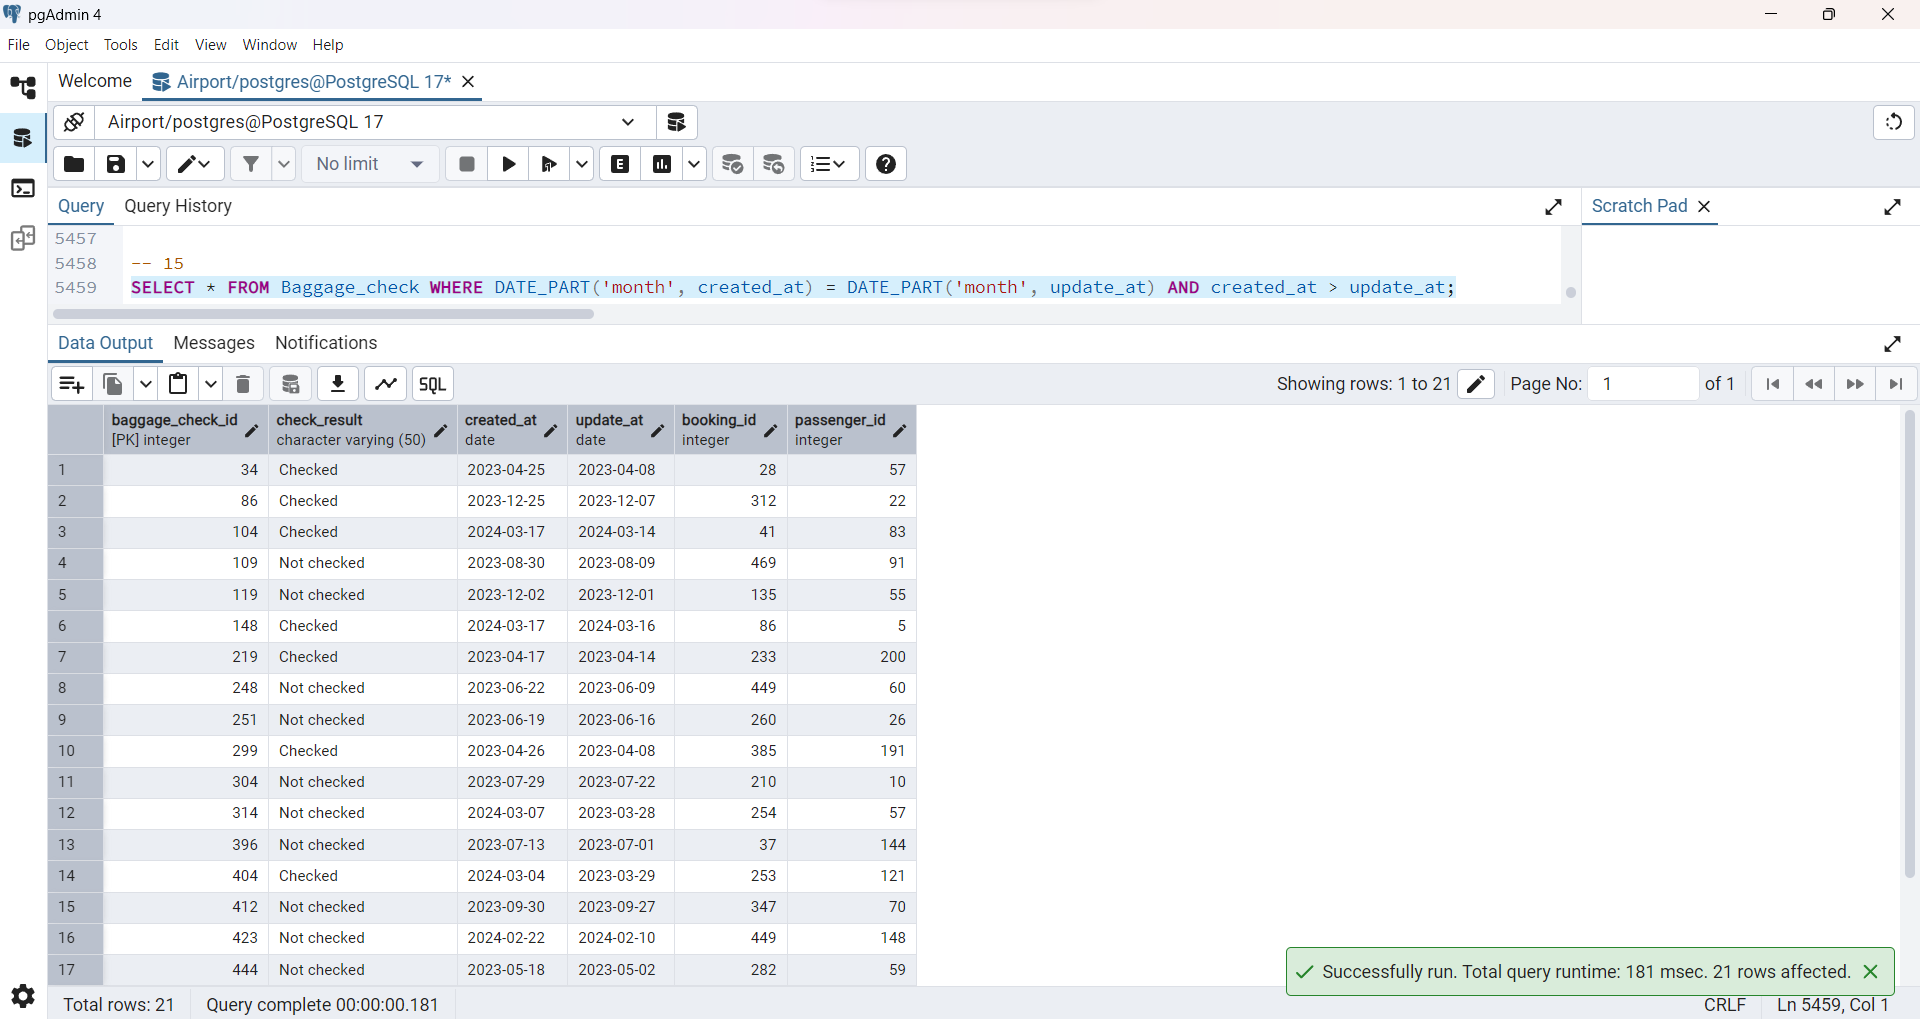 pgAdmin 4
File Object Tools Edit View Window Help
Welcome Airport/postgres@PostgreSQL 17*
Airport/postgres@PostgreSQL 17
No limit E
Query Query History Scratch Pad
5457
5458 -- 15
5459 SELECT * FROM Baggage_check WHERE DATE_PART('month', created_at) = DATE_PART('month', update_at) AND created_at > update_at;
Data Output Messages Notifications
SQL Showing rows: 1 to 21 Page No: 1 of 1
baggage_check_id check_result created_at update_at booking_id passenger_id
[PK] integer character varying (50) date date integer integer
1 34 Checked 2023-04-25 2023-04-08 28 57
2 86 Checked 2023-12-25 2023-12-07 312 22
3 104 Checked 2024-03-17 2024-03-14 41 83
4 109 Not checked 2023-08-30 2023-08-09 469 91
5 119 Not checked 2023-12-02 2023-12-01 135 55
6 148 Checked 2024-03-17 2024-03-16 86 5
7 219 Checked 2023-04-17 2023-04-14 233 200
8 248 Not checked 2023-06-22 2023-06-09 449 60
9 251 Not checked 2023-06-19 2023-06-16 260 26
10 299 Checked 2023-04-26 2023-04-08 385 191
11 304 Not checked 2023-07-29 2023-07-22 210 10
12 314 Not checked 2024-03-07 2023-03-28 254 57
13 396 Not checked 2023-07-13 2023-07-01 37 144
14 404 Checked 2024-03-04 2023-03-29 253 121
15 412 Not checked 2023-09-30 2023-09-27 347 70
16 423 Not checked 2024-02-22 2024-02-10 449 148
17 444 Not checked 2023-05-18 2023-05-02 282 59
Successfully run. Total query runtime: 181 msec. 21 rows affected.
Total rows: 21 Query complete 00:00:00.181 CRLF Ln 5459, Col 1